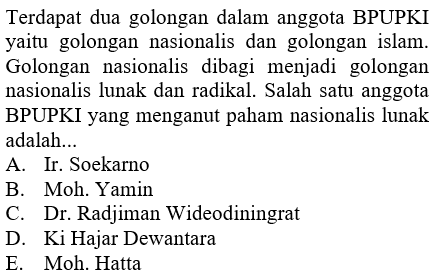 Terdapat dua golongan dalam anggota BPUPKI
yaitu golongan nasionalis dan golongan islam.
Golongan nasionalis dibagi menjadi golongan
nasionalis lunak dan radikal. Salah satu anggota
BPUPKI yang menganut paham nasionalis lunak
adalah...
A. Ir. Soekarno
B. Moh. Yamin
C. Dr. Radjiman Wideodiningrat
D. Ki Hajar Dewantara
E. Moh. Hatta